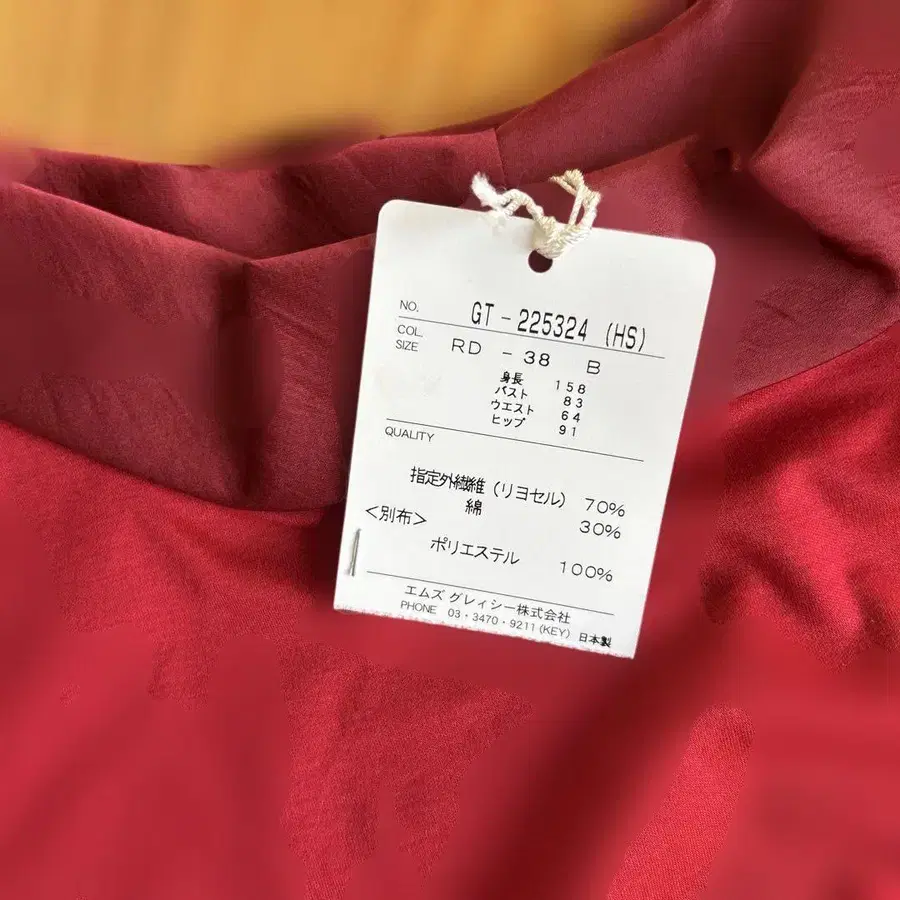 NO. GT-225324 (HS)
COL.
SIZE RD - 38 B
身長 158
バスト 83
ウエスト 64
ヒップ 91
QUALITY
指定外繊維 (リヨセル) 70%
綿 30%
<別布>
ポリエステル 100%
エムズ グレィシー株式会社
PHONE 03・3470・9211 (KEY) 日本製